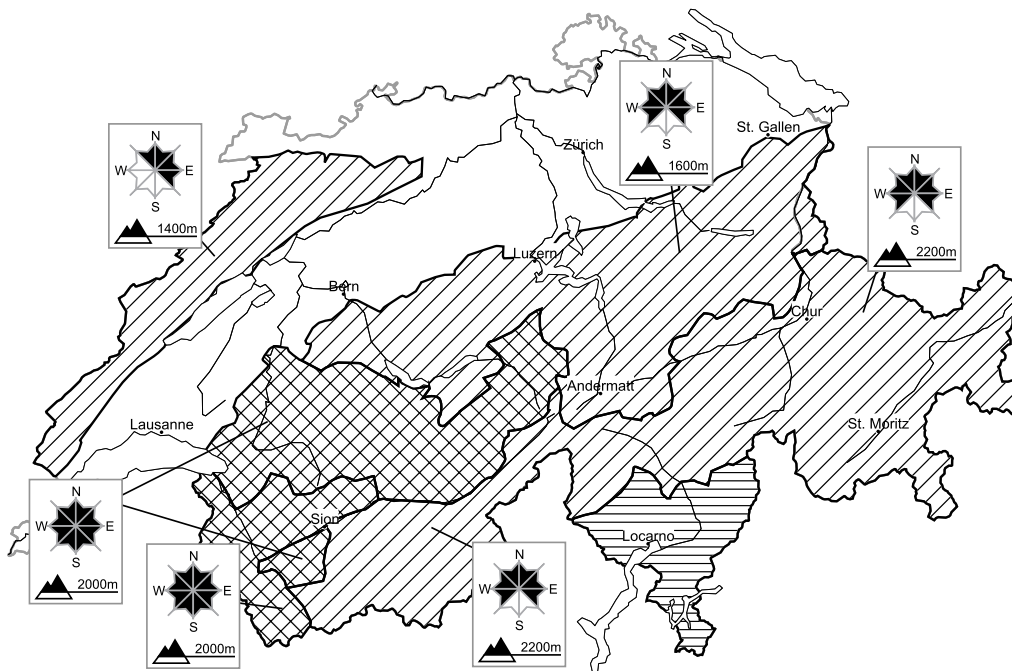 N
W E
S
1600m
St. Gallen
Zürich
N
W E
S
1400m
N
W E
S
2200m
Luzern
Bern
Chur
Andermatt
Lausanne
St. Moritz
N
W E
S
2000m
Sion
Locarno
N
W E
S
2000m
N
W E
S
2200m